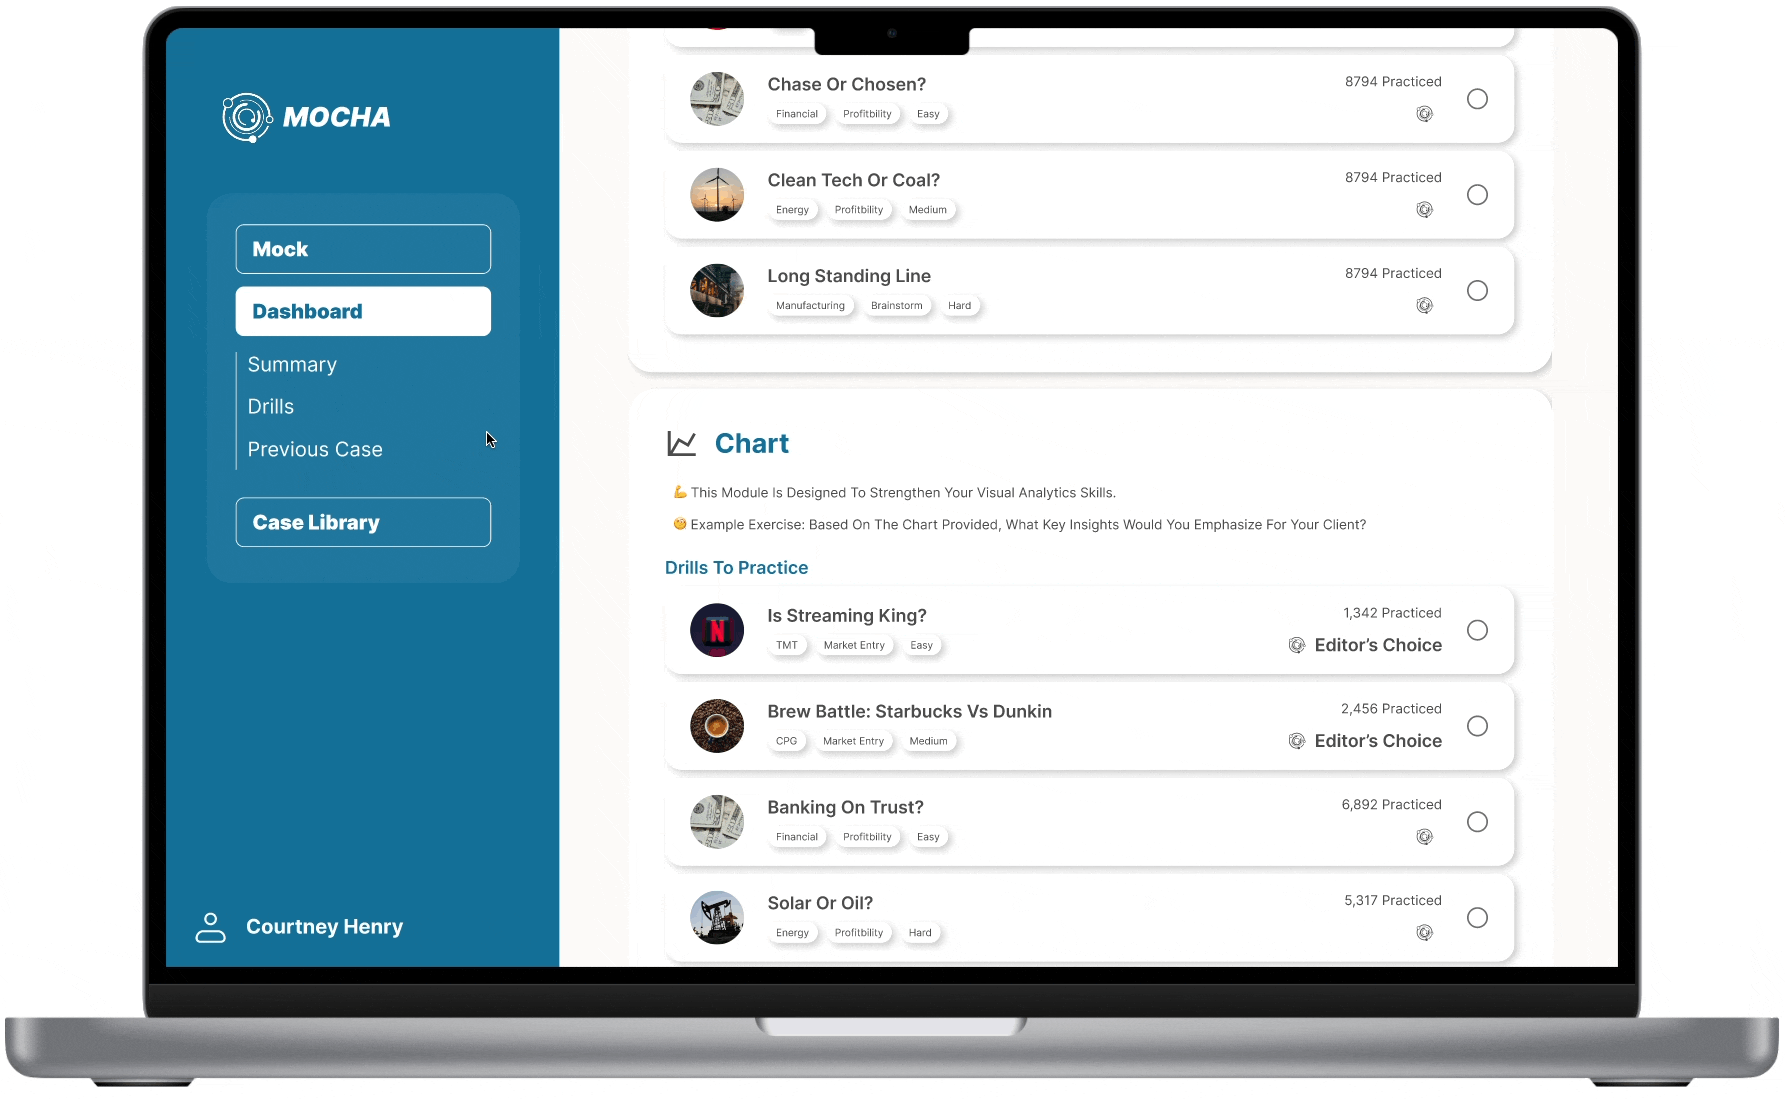 MOCHA
Mock
Dashboard
Summary
Drills
Previous Case
Case Library
Courtney Henry
Chase Or Chosen?
8794 Practiced
Financial Profitbility Easy
Clean Tech Or Coal?
8794 Practiced
Energy Profitbility Medium
Long Standing Line
8794 Practiced
Manufacturing Brainstorm Hard
Chart
This Module Is Designed To Strengthen Your Visual Analytics Skills.
Example Exercise: Based On The Chart Provided, What Key Insights Would You Emphasize For Your Client?
Drills To Practice
Is Streaming King?
1,342 Practiced
TMT Market Entry Easy
Editor’s Choice
Brew Battle: Starbucks Vs Dunkin
2,456 Practiced
CPG Market Entry Medium
Editor’s Choice
Banking On Trust?
6,892 Practiced
Financial Profitbility Easy
Solar Or Oil?
5,317 Practiced
Energy Profitbility Hard